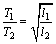 T₁/T₂ = √(l₁/l₂)